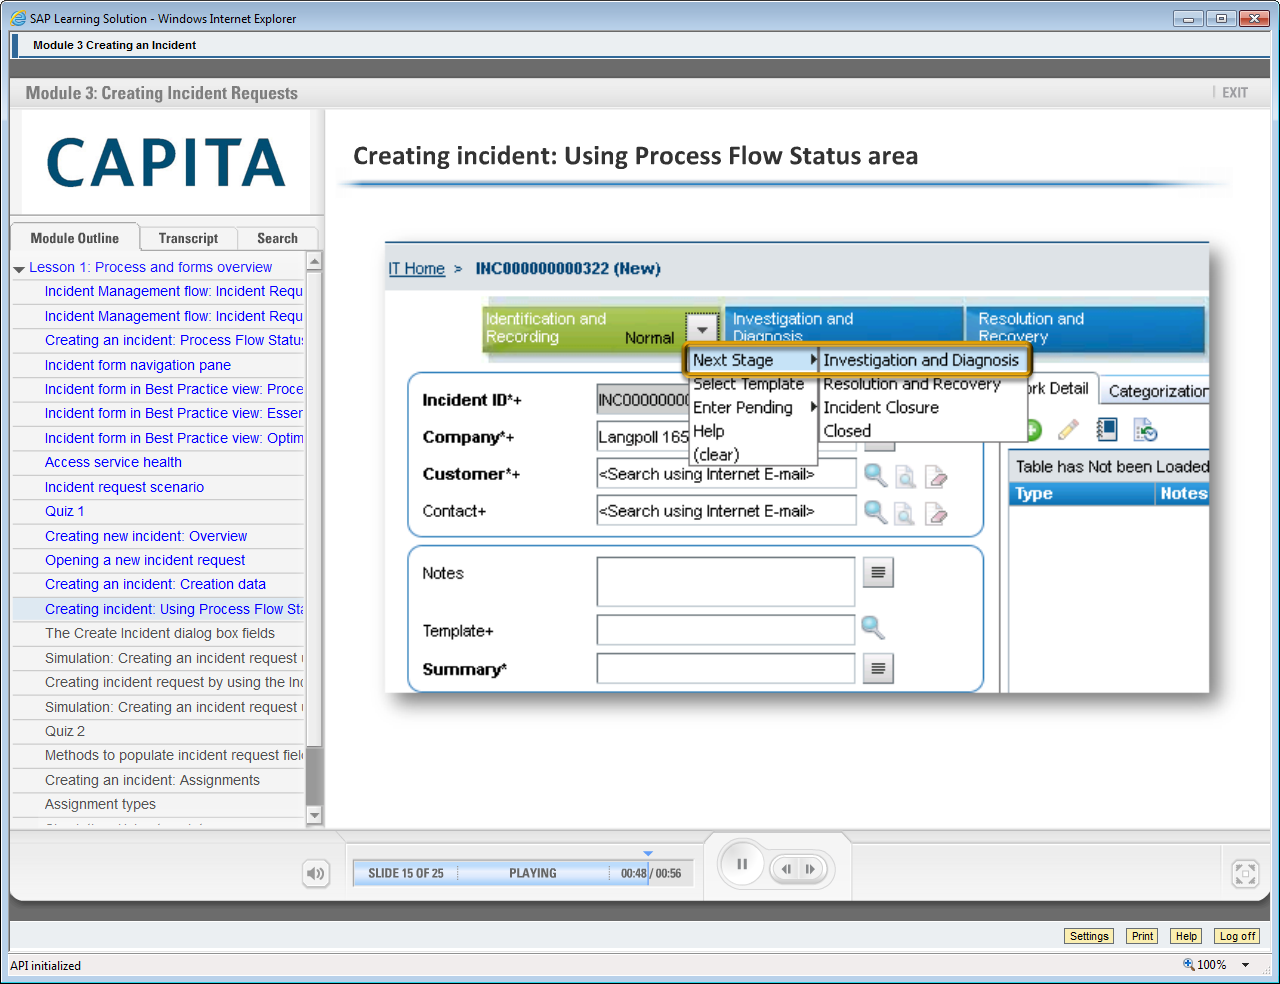 SAP Learning Solution - Windows Internet Explorer
Module 3 Creating an Incident
Module 3: Creating Incident Requests
EXIT
CAPITA
Module Outline
Transcript
Search
Lesson 1: Process and forms overview
Incident Management flow: Incident Requ
Incident Management flow: Incident Requ
Creating an incident: Process Flow Status
Incident form navigation pane
Incident form in Best Practice view: Proce
Incident form in Best Practice view: Esser
Incident form in Best Practice view: Optim
Access service health
Incident request scenario
Quiz 1
Creating new incident: Overview
Opening a new incident request
Creating an incident: Creation data
Creating incident: Using Process Flow Sta
The Create Incident dialog box fields
Simulation: Creating an incident request u
Creating incident request by using the Inc
Simulation: Creating an incident request u
Quiz 2
Methods to populate incident request fiel
Creating an incident: Assignments
Assignment types
Creating incident: Using Process Flow Status area
IT Home > INC000000000322 (New)
Identification and
Recording
Normal
Investigation and
Diagnosis
Resolution and
Recovery
Next Stage
Select Template
Enter Pending
Help
(clear)
Investigation and Diagnosis
Resolution and Recovery
Incident Closure
Closed
Incident ID*+
INC00000000
Company*+
Langpoll 165
Customer*+
<Search using Internet E-mail>
Contact+
<Search using Internet E-mail>
Notes
Template+
Summary*
ork Detail
Categorization
Table has Not been Loaded
Type
Notes
SLIDE 15 OF 25
PLAYING
00:48 / 00:56
Settings
Print
Help
Log off
API initialized
100%